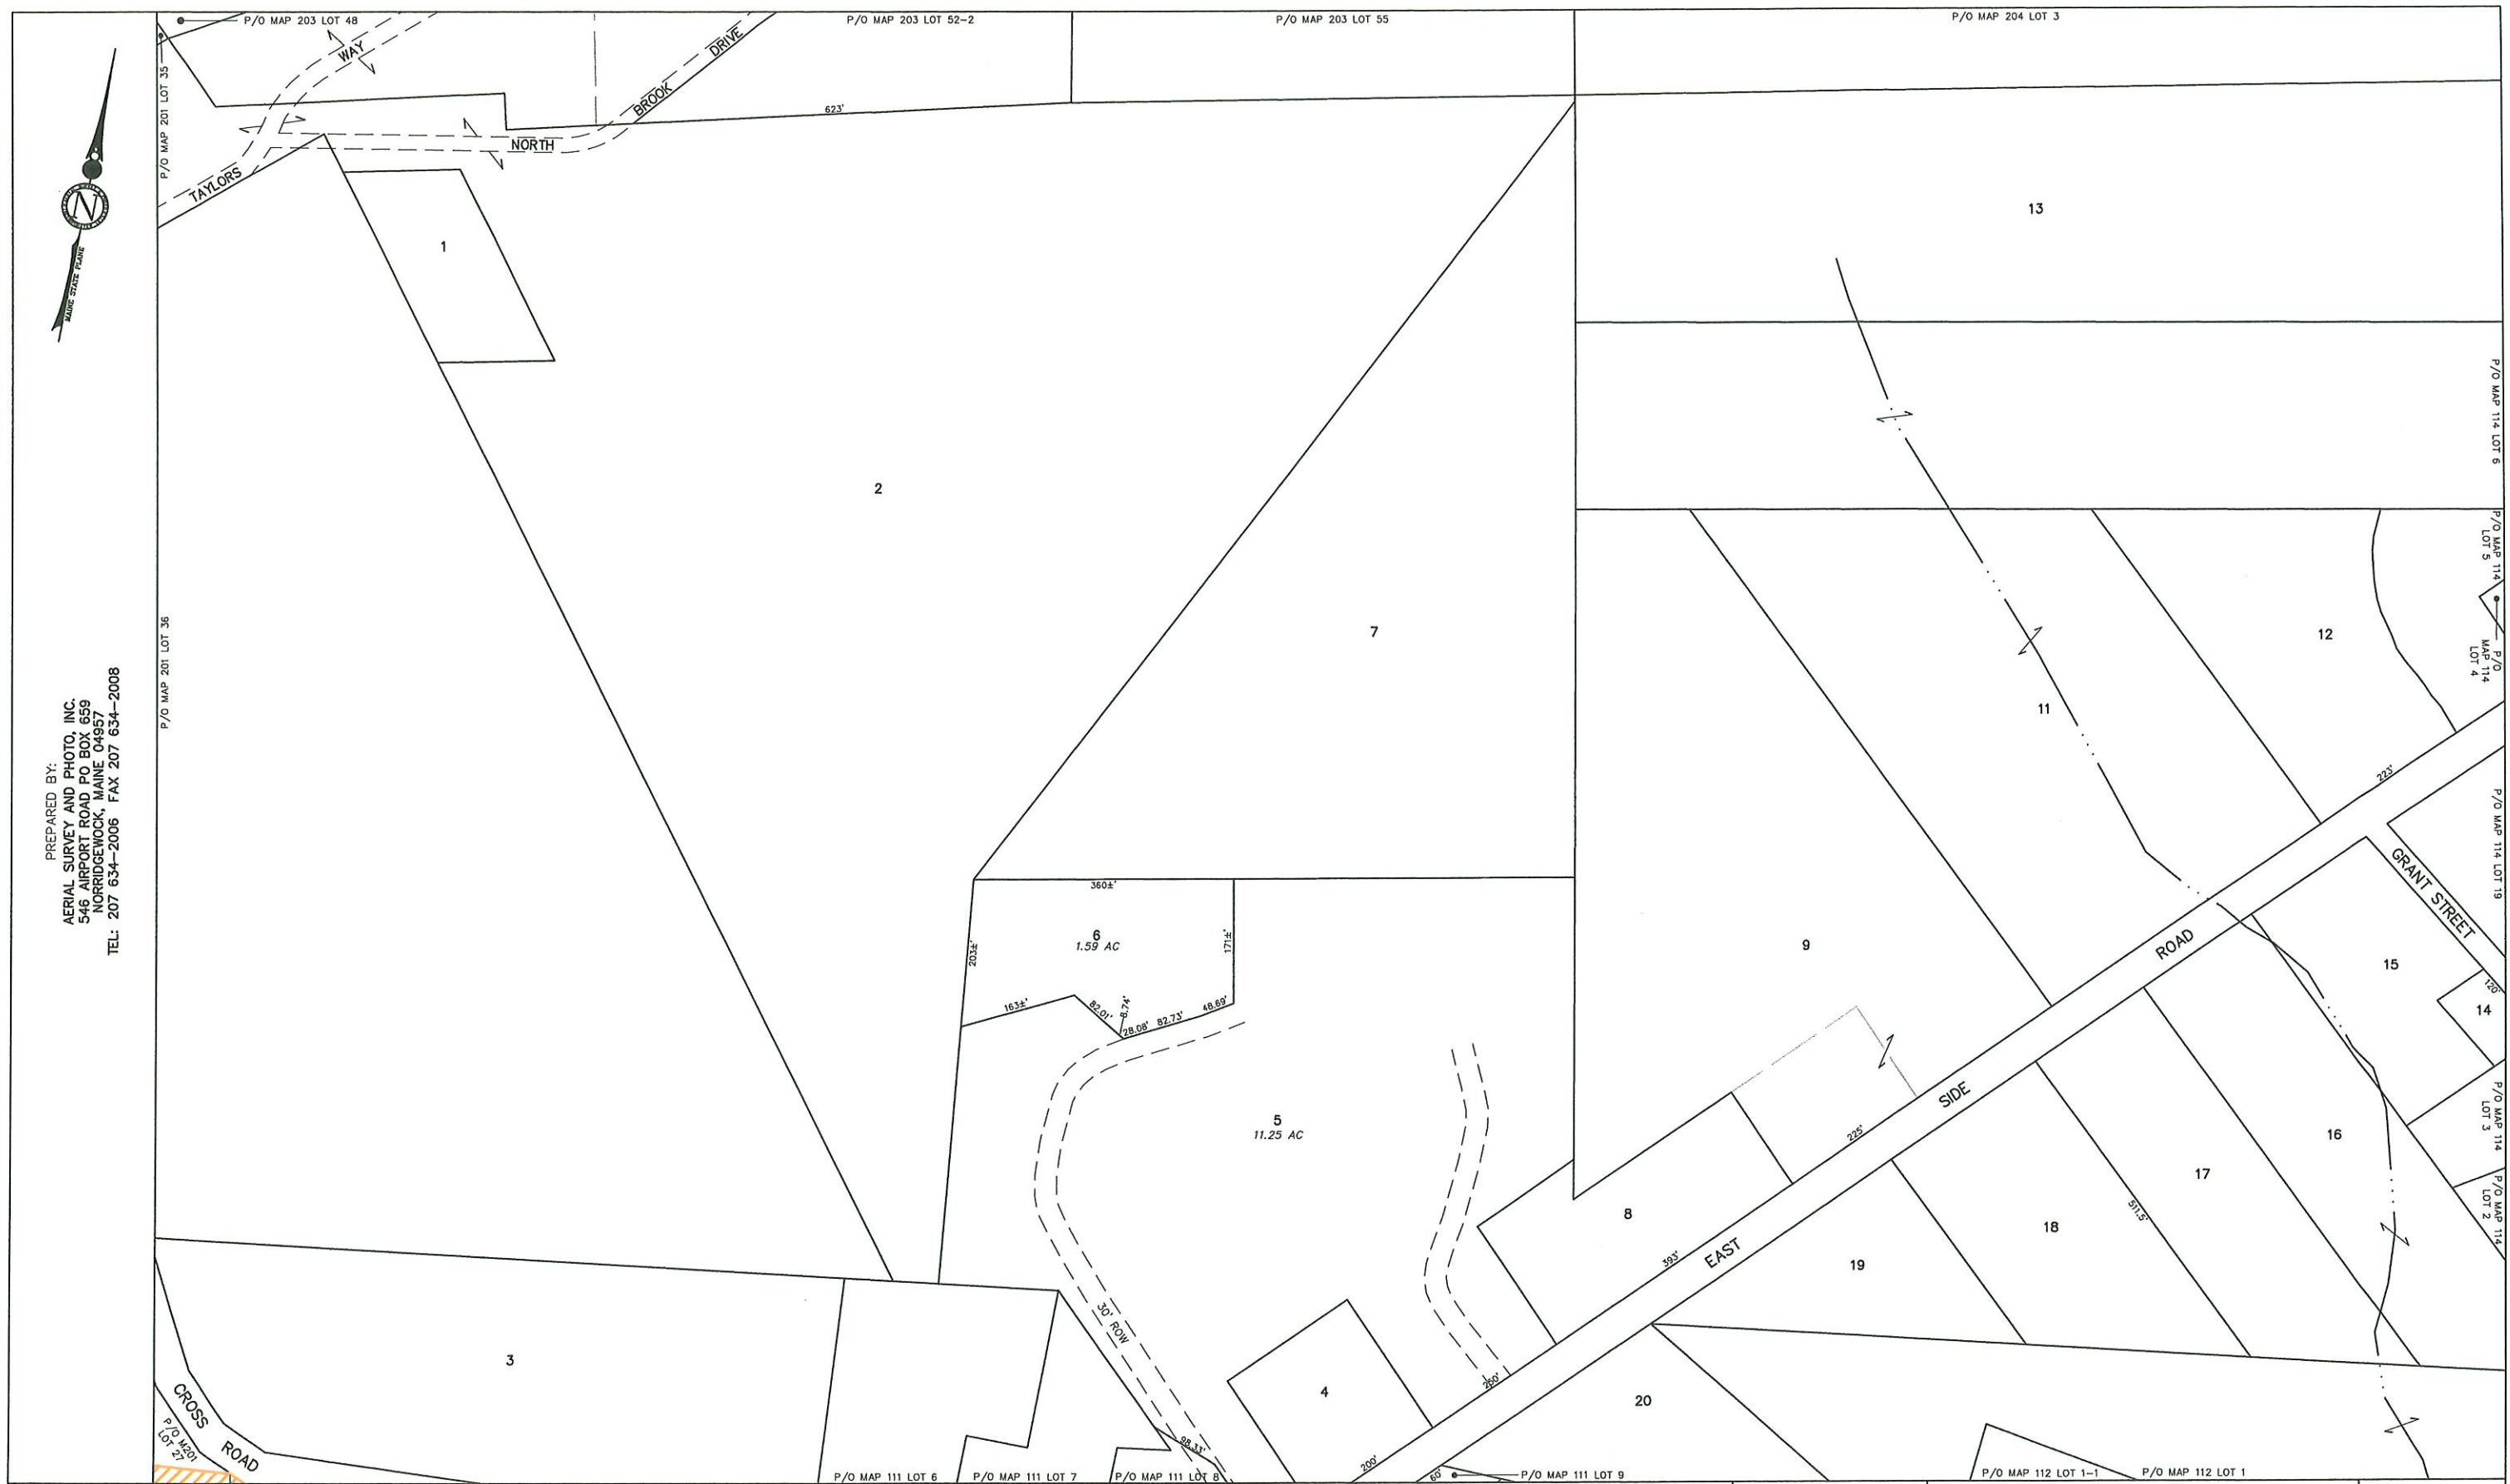 P/O MAP 203 LOT 48
P/O MAP 203 LOT 52-2
P/O MAP 203 LOT 55
P/O MAP 204 LOT 3
P/O MAP 201 LOT 35
WAY
DRIVE
BROOK
623'
NORTH
TAYLORS
N
MAINE STATE PLANE
1
13
2
P/O MAP 114 LOT 6
P/O MAP 114
LOT 5
P/O
MAP 114
LOT 4
12
7
11
P/O MAP 201 LOT 36
PREPARED BY:
AERIAL SURVEY AND PHOTO, INC.
546 AIRPORT ROAD PO BOX 659
NORRIDGEWOCK, MAINE 04957
TEL: 207 634-2006 FAX 207 634-2008
223'
P/O MAP 114 LOT 19
GRANT STREET
360±'
6
1.59 AC
203±'
171±'
163±'
82.01'
8.74'
28.08'
82.73'
48.69'
9
ROAD
15
120'
14
5
11.25 AC
SIDE
225'
16
P/O MAP 114
LOT 3
17
P/O MAP 114
LOT 2
8
511.5'
18
393'
EAST
19
30' ROW
3
4
250'
20
CROSS
ROAD
P/O M201
LOT 27
98.33'
200'
60'
P/O MAP 111 LOT 6
P/O MAP 111 LOT 7
P/O MAP 111 LOT 8
P/O MAP 111 LOT 9
P/O MAP 112 LOT 1-1
P/O MAP 112 LOT 1